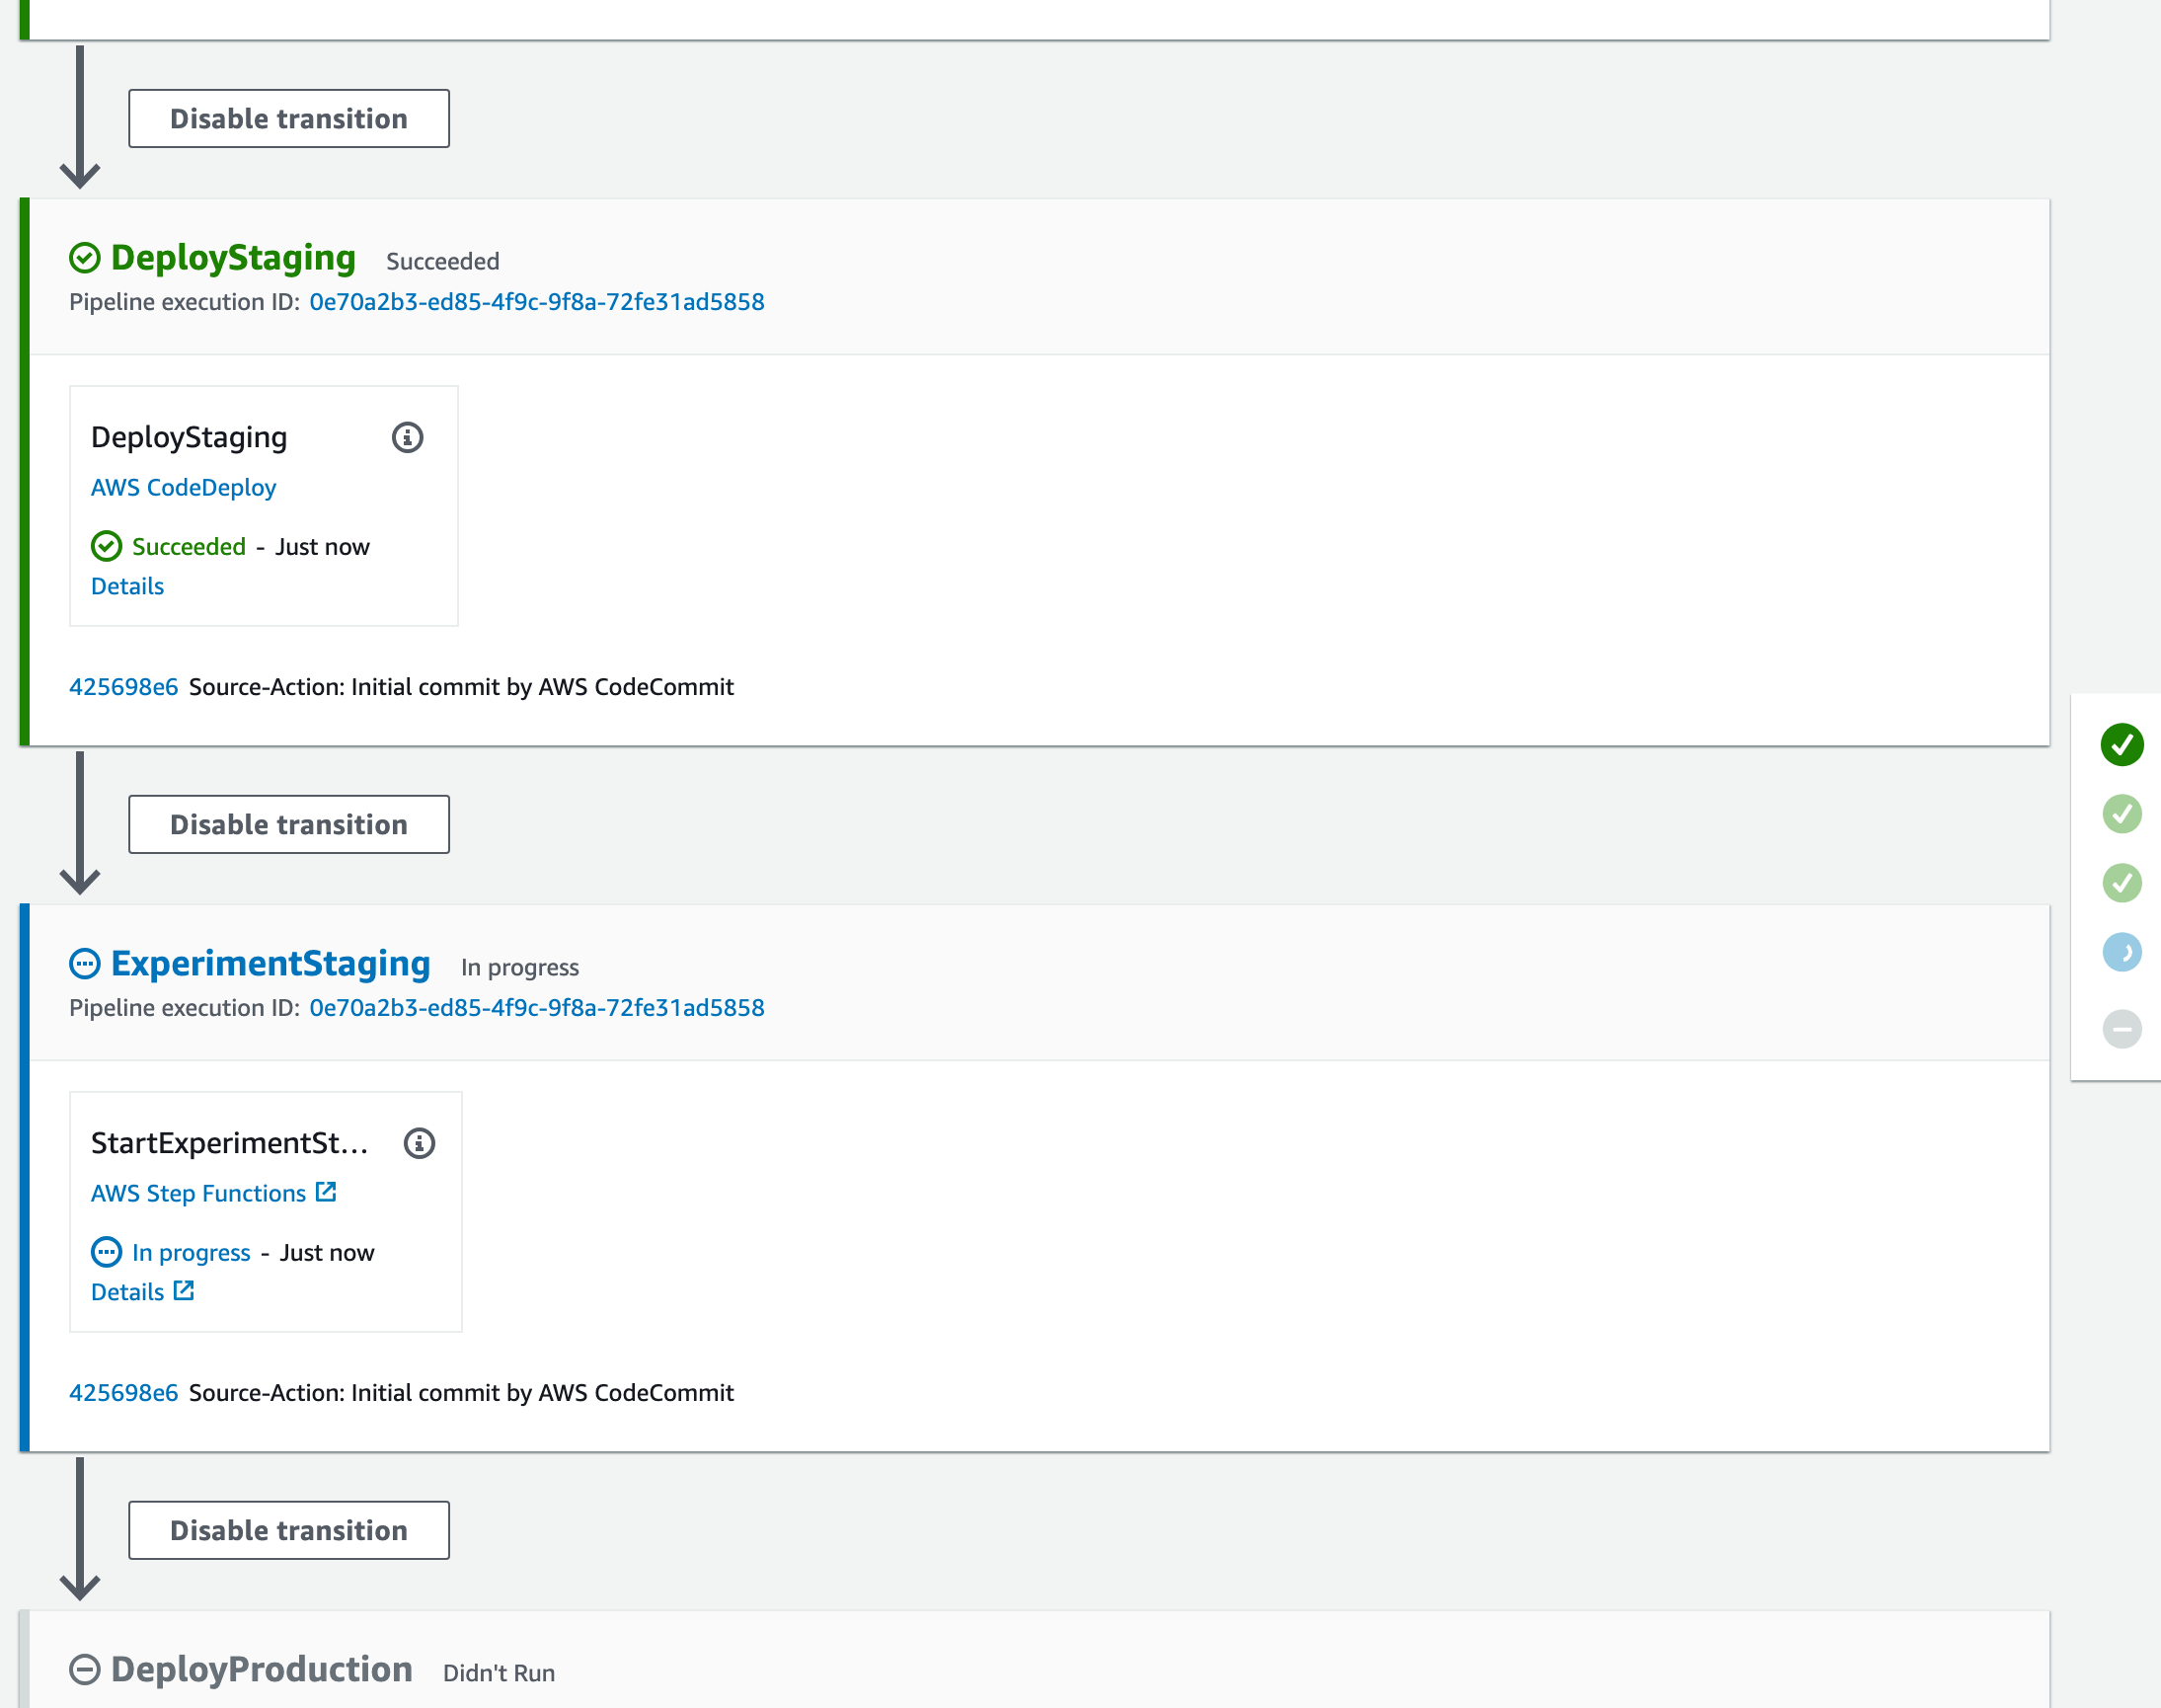 Disable transition
DeployStaging Succeeded
Pipeline execution ID: 0e70a2b3-ed85-4f9c-9f8a-72fe31ad5858
DeployStaging
AWS CodeDeploy
Succeeded - Just now
Details
425698e6 Source-Action: Initial commit by AWS CodeCommit
Disable transition
ExperimentStaging In progress
Pipeline execution ID: 0e70a2b3-ed85-4f9c-9f8a-72fe31ad5858
StartExperimentSt...
AWS Step Functions
In progress - Just now
Details
425698e6 Source-Action: Initial commit by AWS CodeCommit
Disable transition
DeployProduction Didn't Run